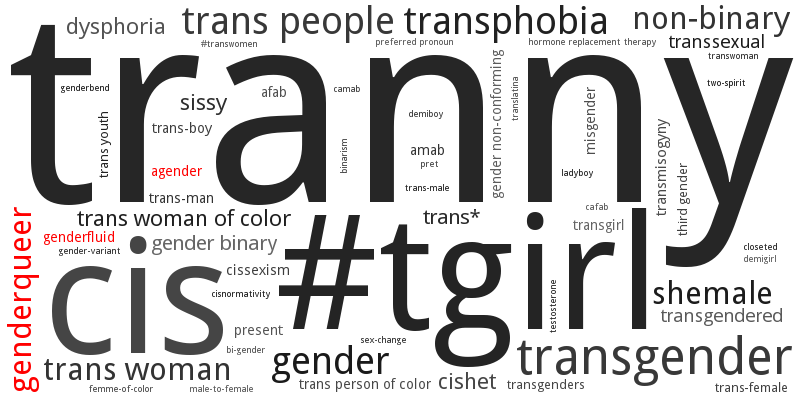 dysphoria
trans people
transphobia
non-binary
#transwomen
preferred pronoun
hormone replacement therapy
transsexual
transwoman
tranny
genderbend
sissy
afab
camab
gender non-conforming
translatina
two-spirit
trans youth
trans-boy
demiboy
misgender
binarism
amab
pret
agender
ladyboy
transmisogyny
third gender
trans-man
trans-male
cafab
genderqueer
trans woman of color
trans*
transgirl
genderfluid
gender binary
gender-variant
closeted
demigirl
cis
#tgirl
cissexism
cisnormativity
testosterone
shemale
transgendered
present
sex-change
bi-gender
trans woman
gender
transgender
femme-of-color
male-to-female
trans person of color
cishet
transgenders
trans-female